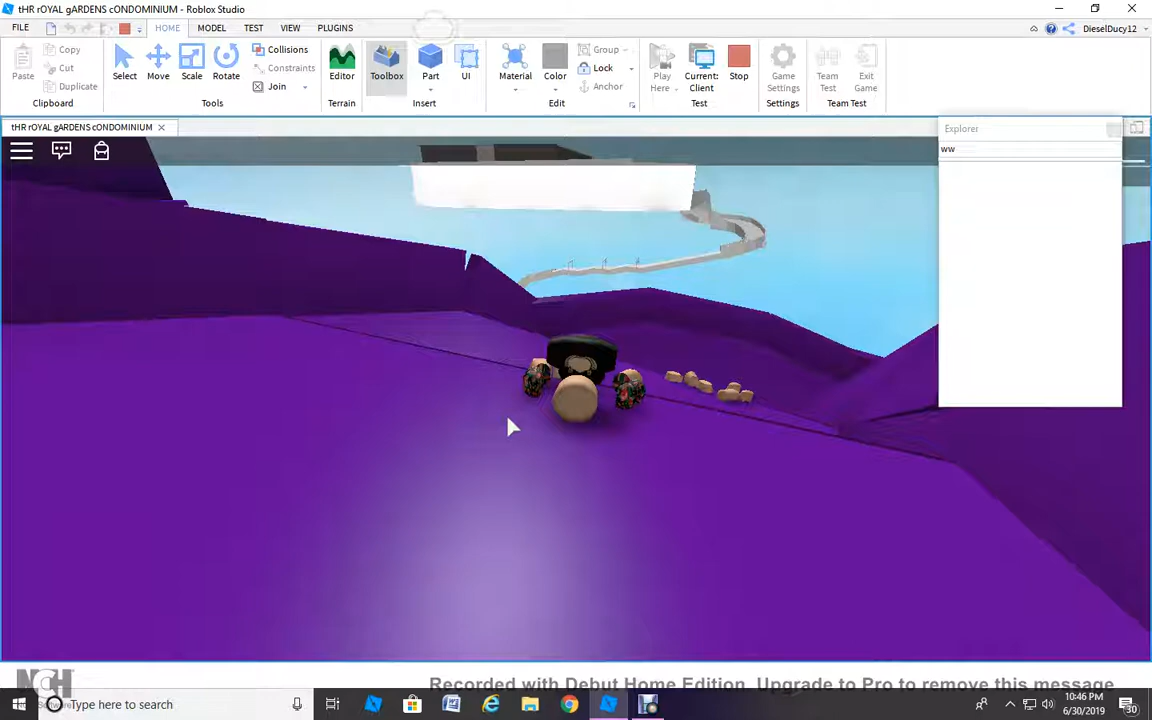 tHR rOYAL gARDENS cONDOMINIUM - Roblox Studio
FILE HOME MODEL TEST VIEW PLUGINS DieselDucy12
Paste Copy Cut Duplicate
Clipboard
Select Move Scale Rotate Collisions Constraints Join
Tools
Editor
Terrain
Toolbox Part UI
Insert
Material Color Group Lock Anchor
Edit
Play Here Current: Client Stop
Test
Game Settings
Settings
Team Test Exit Game
Team Test
tHR rOYAL gARDENS cONDOMINIUM
Explorer
ww
NCH
Recorded with Debut Home Edition. Upgrade to Pro to remove this message
Type here to search
10:46 PM
6/30/2019
30